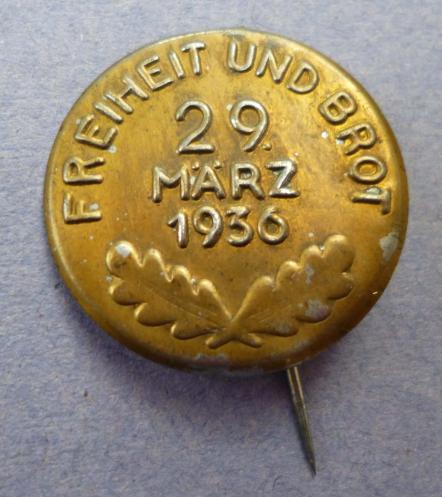 FREIHEIT UND BROT
29.
MÄRZ
1936